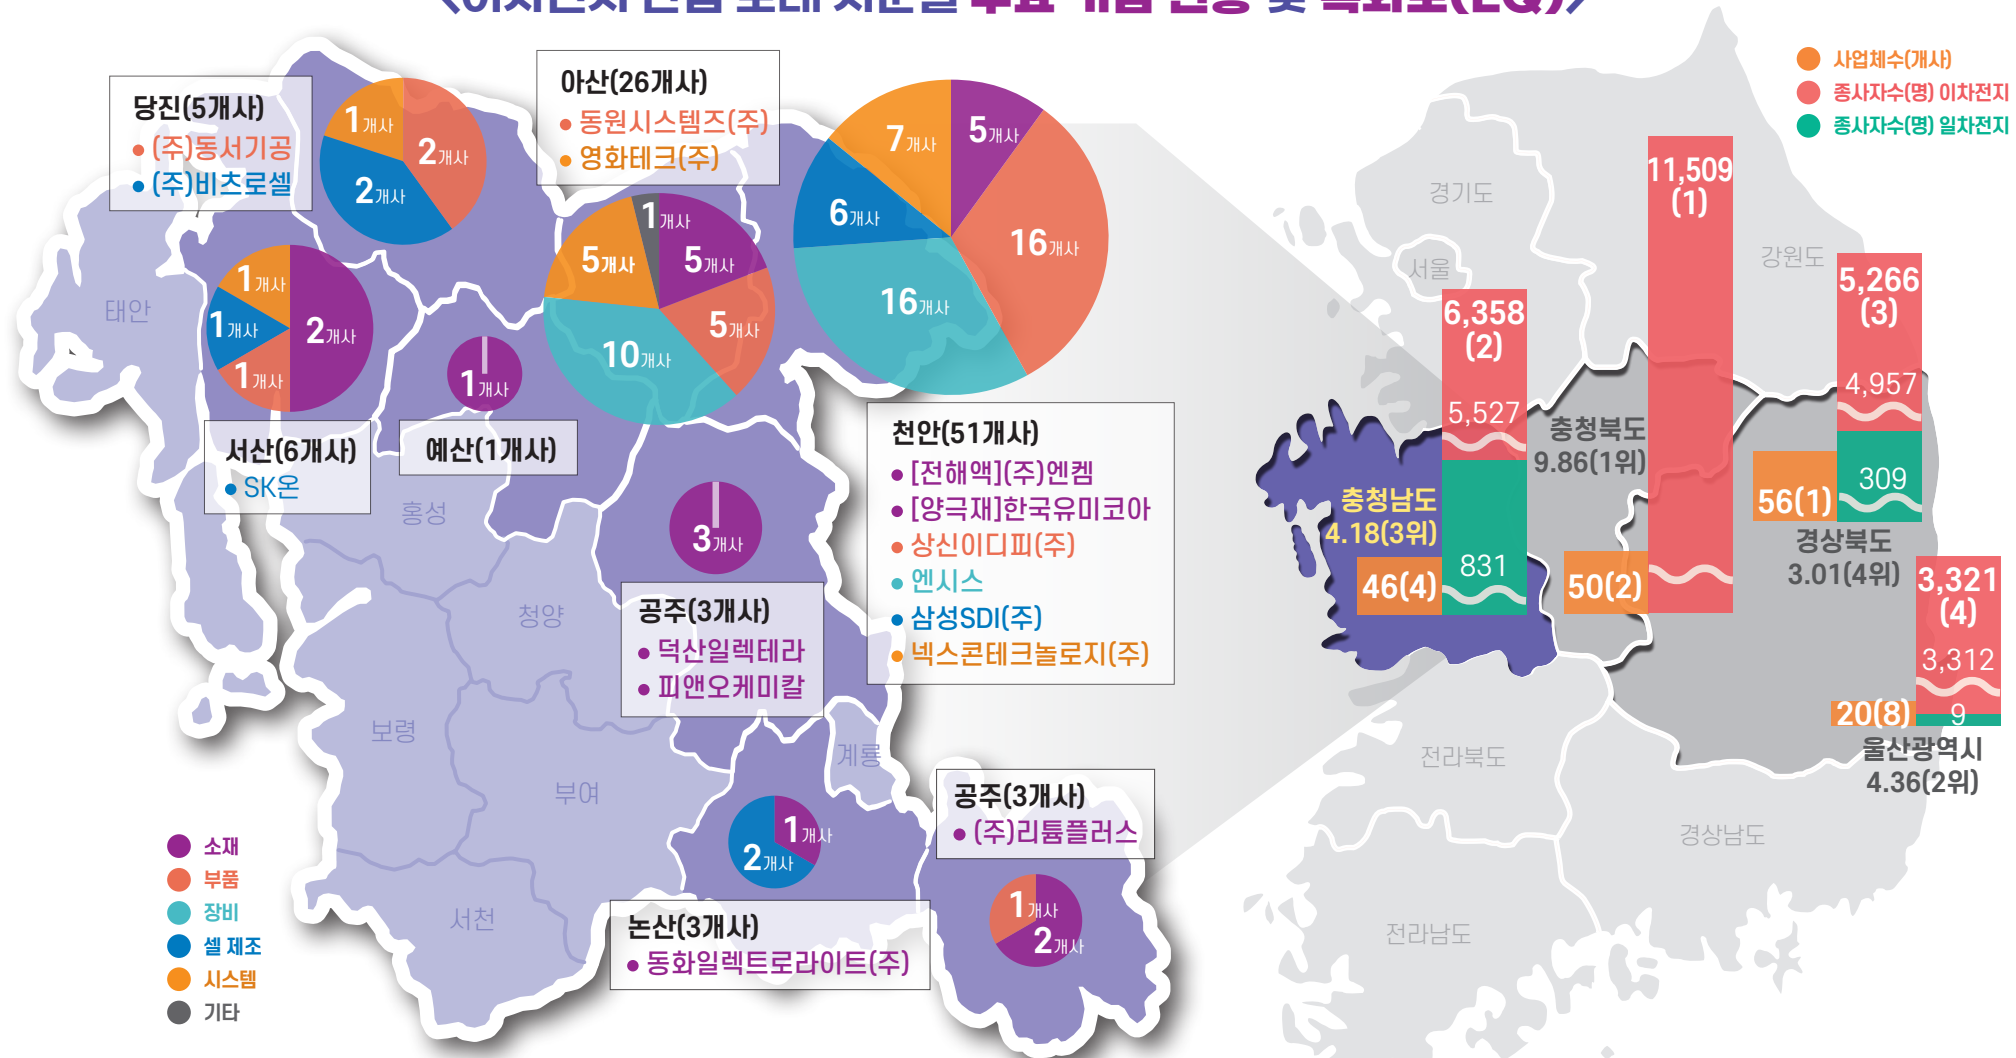 당진(5개사)
• (주)동서기공
• (주)비츠로셀
1개사
2개사
2개사
아산(26개사)
• 동원시스템즈(주)
• 영화테크(주)
1개사
5개사
5개사
5개사
10개사
7개사
5개사
6개사
16개사
16개사
태안
1개사
1개사
2개사
1개사
서산(6개사)
• SK온
1개사
예산(1개사)
천안(51개사)
• [전해액](주)엔켐
• [양극재]한국유미코아
• 상신이디피(주)
• 엔시스
• 삼성SDI(주)
• 넥스콘테크놀로지(주)
홍성
3개사
공주(3개사)
• 덕산일렉테라
• 피앤오케미칼
청양
보령
부여
계룡
서천
1개사
2개사
논산(3개사)
• 동화일렉트로라이트(주)
공주(3개사)
• (주)리튬플러스
1개사
2개사
소재
부품
장비
셀 제조
시스템
기타
사업체수(개사)
종사자수(명) 이차전지
종사자수(명) 일차전지
경기도
서울
강원도
6,358
(2)
5,527
831
46(4)
충청남도
4.18(3위)
11,509
(1)
50(2)
충청북도
9.86(1위)
5,266
(3)
4,957
309
56(1)
경상북도
3.01(4위)
3,321
(4)
3,312
9
20(8)
울산광역시
4.36(2위)
전라북도
경상남도
전라남도